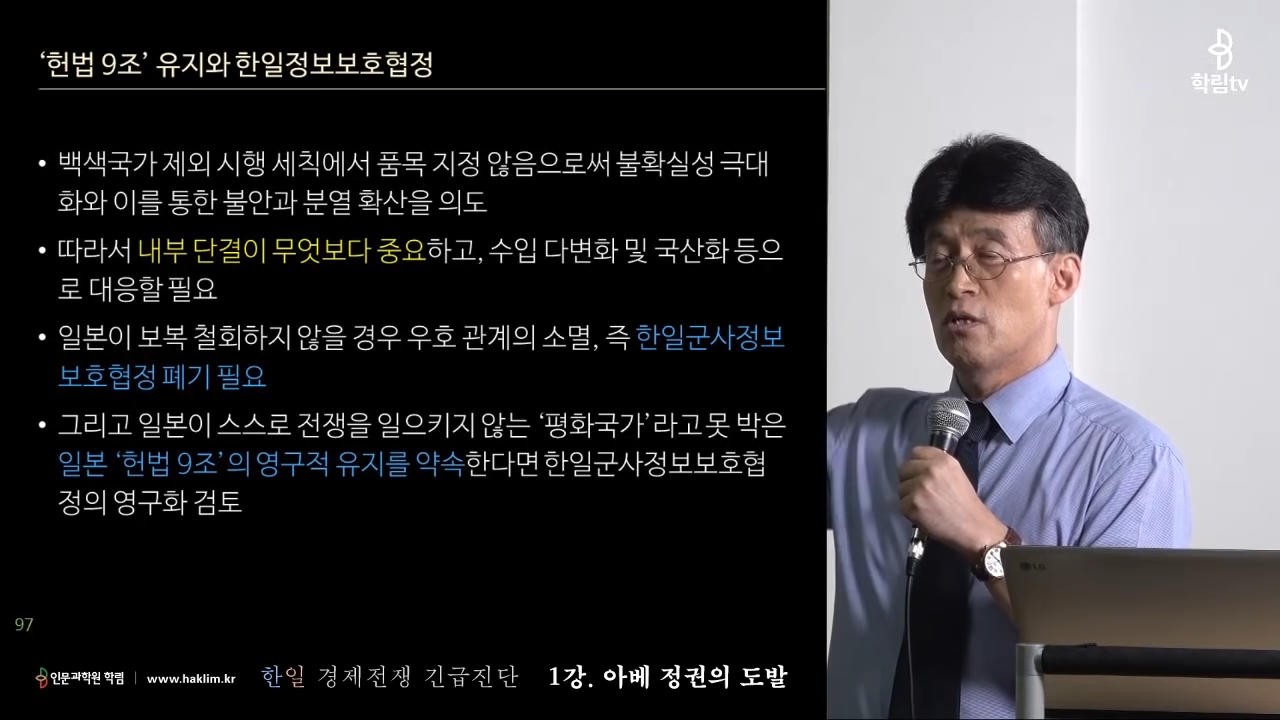 ‘헌법 9조’ 유지와 한일정보보호협정
학림tv
• 백색국가 제외 시행 세칙에서 품목 지정 않음으로써 불확실성 극대
화와 이를 통한 불안과 분열 확산을 의도
• 따라서 내부 단결이 무엇보다 중요하고, 수입 다변화 및 국산화 등으
로 대응할 필요
• 일본이 보복 철회하지 않을 경우 우호 관계의 소멸, 즉 한일군사정보
보호협정 폐기 필요
• 그리고 일본이 스스로 전쟁을 일으키지 않는 ‘평화국가’라고 못 박은
일본 ‘헌법 9조’의 영구적 유지를 약속한다면 한일군사정보보호협
정의 영구화 검토
LG
97
인문과학원 학림 | www.haklim.kr 한일 경제전쟁 긴급진단 1강. 아베 정권의 도발